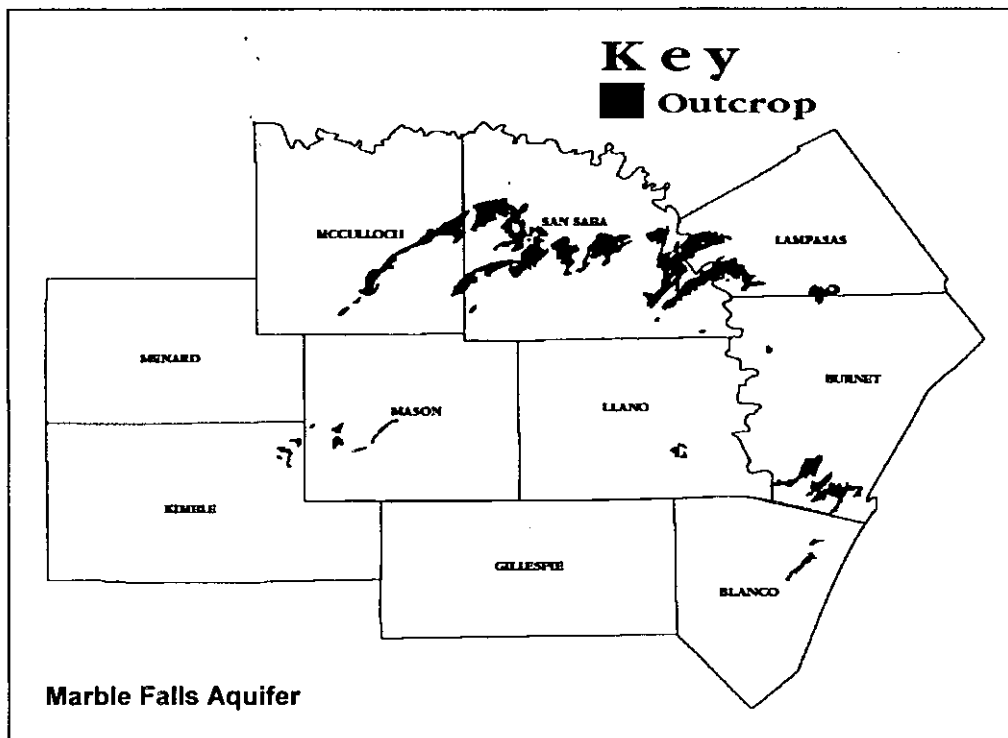 Key
Outcrop
MCCULLOCH
SAN SABA
LAMPASAS
MENARD
MASON
LLANO
BURNET
KIMBLE
GILLESPIE
BLANCO
Marble Falls Aquifer